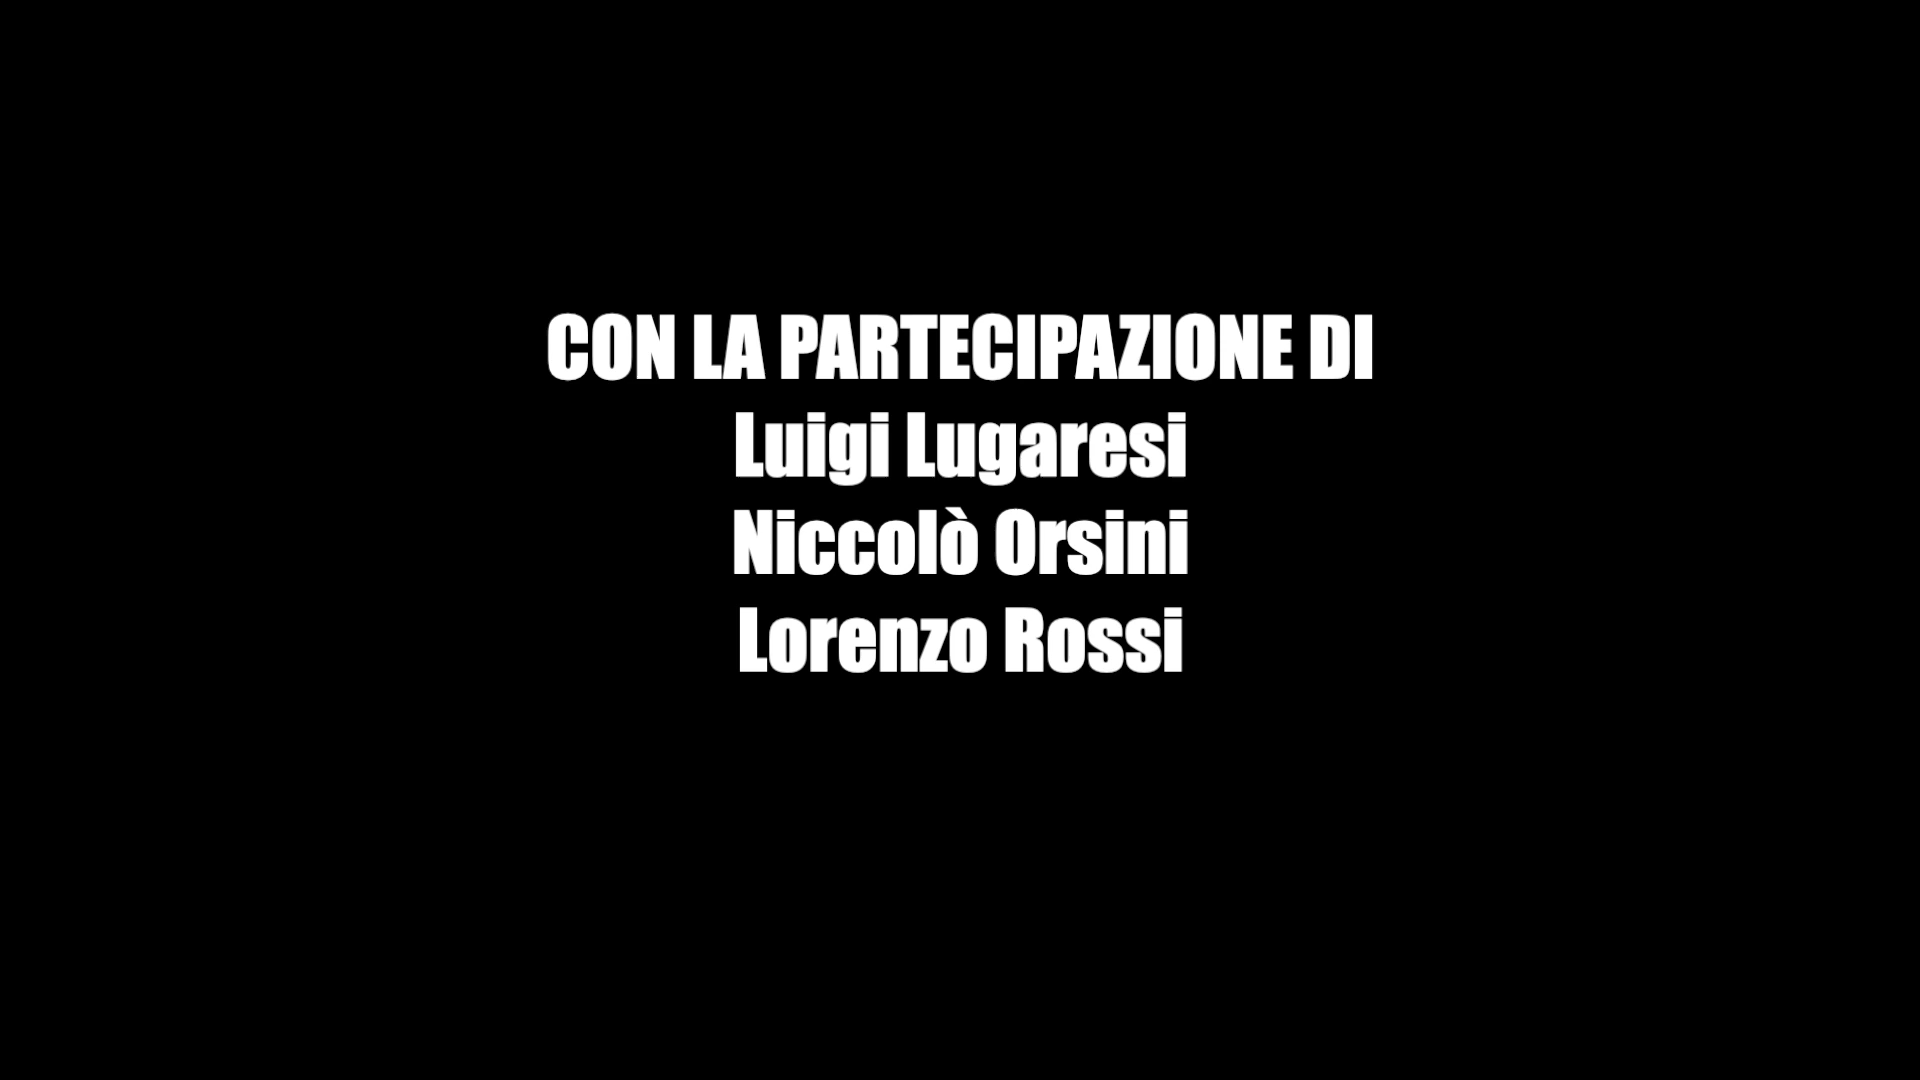 CON LA PARTECIPAZIONE DI
Luigi Lugaresi
Niccolò Orsini
Lorenzo Rossi